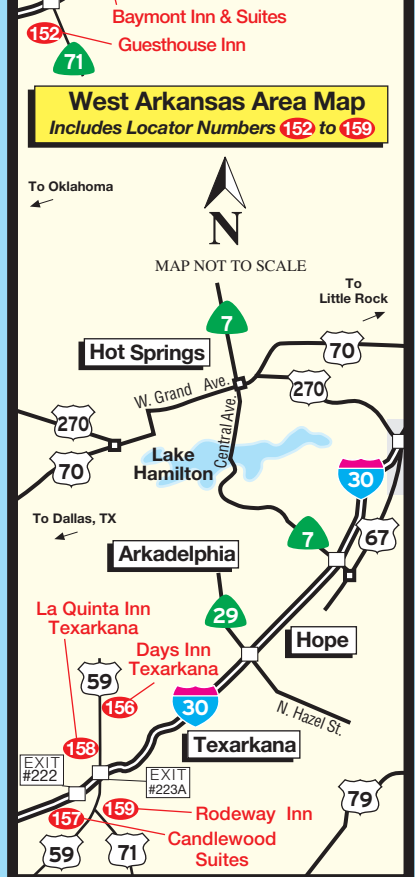 Baymont Inn & Suites
152
Guesthouse Inn
71
West Arkansas Area Map
Includes Locator Numbers 152 to 159
To Oklahoma
N
MAP NOT TO SCALE
To
Little Rock
7
Hot Springs
70
W. Grand Ave.
270
Central Ave.
270
Lake
Hamilton
70
30
To Dallas, TX
67
7
Arkadelphia
La Quinta Inn
Texarkana
29
Hope
Days Inn
Texarkana
59
156
30
N. Hazel St.
158
Texarkana
EXIT
#222
EXIT
#223A
79
159
Rodeway Inn
157
Candlewood
Suites
59
71